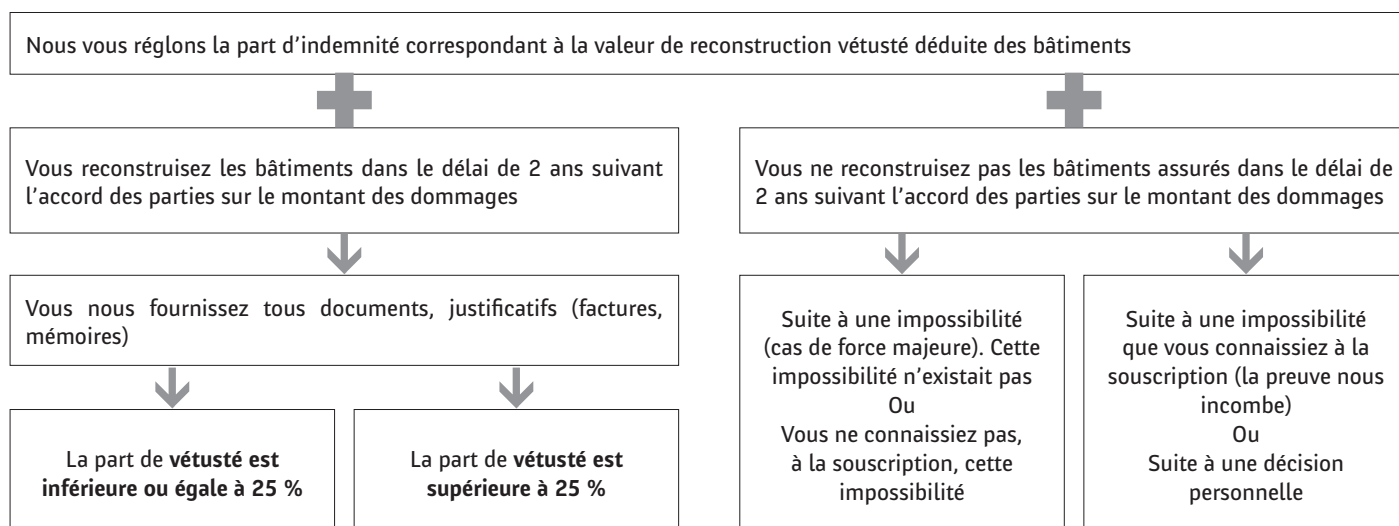 Nous vous réglons la part d’indemnité correspondant à la valeur de reconstruction vétusté déduite des bâtiments
Vous reconstruisez les bâtiments dans le délai de 2 ans suivant
l’accord des parties sur le montant des dommages
Vous ne reconstruisez pas les bâtiments assurés dans le délai de
2 ans suivant l’accord des parties sur le montant des dommages
Vous nous fournissez tous documents, justificatifs (factures,
mémoires)
La part de vétusté est
inférieure ou égale à 25 %
La part de vétusté est
supérieure à 25 %
Suite à une impossibilité
(cas de force majeure). Cette
impossibilité n’existait pas
Ou
Vous ne connaissiez pas,
à la souscription, cette
impossibilité
Suite à une impossibilité
que vous connaissiez à la
souscription (la preuve nous
incombe)
Ou
Suite à une décision
personnelle